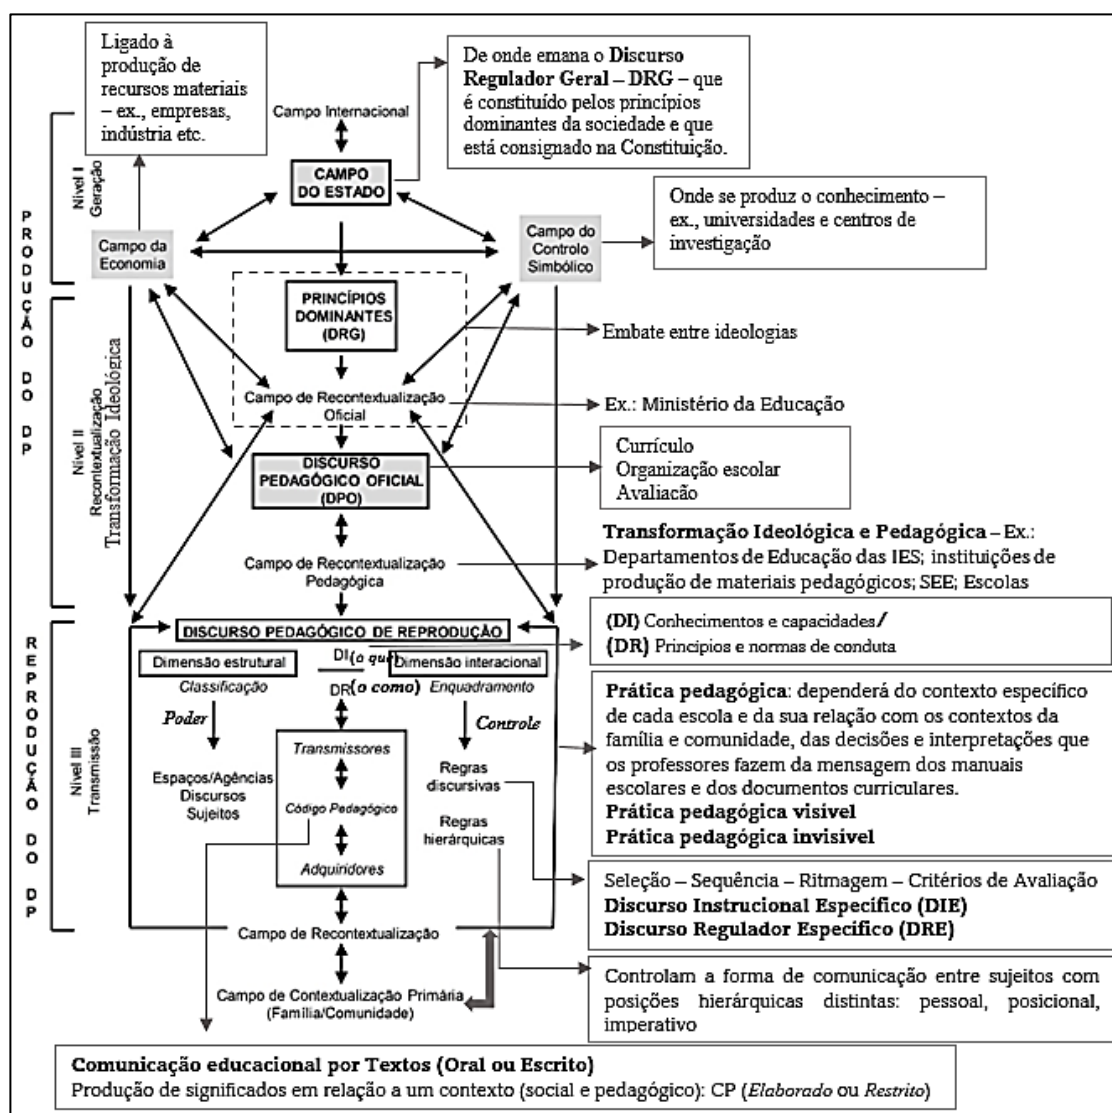 Ligado à
produção de
recursos materiais
– ex., empresas,
indústria etc.
De onde emana o Discurso
Regulador Geral – DRG – que
é constituído pelos princípios
dominantes da sociedade e que
está consignado na Constituição.
Campo Internacional
CAMPO
DO ESTADO
Nível I
Geração
PRODUÇÃO DO DP
Onde se produz o conhecimento –
ex., universidades e centros de
investigação
Campo da
Economia
Campo do
Controlo
Simbólico
PRINCÍPIOS
DOMINANTES
(DRG)
Embate entre ideologias
Nível II
Recontextualização
Transformação Ideológica
Campo de Recontextualização
Oficial
Ex.: Ministério da Educação
DISCURSO
PEDAGÓGICO OFICIAL
(DPO)
Currículo
Organização escolar
Avaliacão
Campo de Recontextualização
Pedagógica
Transformação Ideológica e Pedagógica – Ex.:
Departamentos de Educação das IES; instituições de
produção de materiais pedagógicos; SEE; Escolas
REPRODUÇÃO DO DP
Nível III
Transmissão
DISCURSO PEDAGÓGICO DE REPRODUÇÃO
(DI) Conhecimentos e capacidades/
(DR) Princípios e normas de conduta
Dimensão estrutural
DI(o que)
Dimensão interacional
Classificação
DR(o como)
Enquadramento
Poder
Controle
Prática pedagógica: dependerá do contexto específico
de cada escola e da sua relação com os contextos da
família e comunidade, das decisões e interpretações que
os professores fazem da mensagem dos manuais
escolares e dos documentos curriculares.
Prática pedagógica visível
Prática pedagógica invisível
Transmissores
Espaços/Agências
Discursos
Sujeitos
Código Pedagógico
Adquiridores
Regras
discursivas
Regras
hierárquicas
Seleção – Sequência – Ritmagem – Critérios de Avaliação
Discurso Instrucional Específico (DIE)
Discurso Regulador Específico (DRE)
Campo de Recontextualização
Controlam a forma de comunicação entre sujeitos com
posições hierárquicas distintas: pessoal, posicional,
imperativo
Campo de Contextualização Primária
(Família/Comunidade)
Comunicação educacional por Textos (Oral ou Escrito)
Produção de significados em relação a um contexto (social e pedagógico): CP (Elaborado ou Restrito)